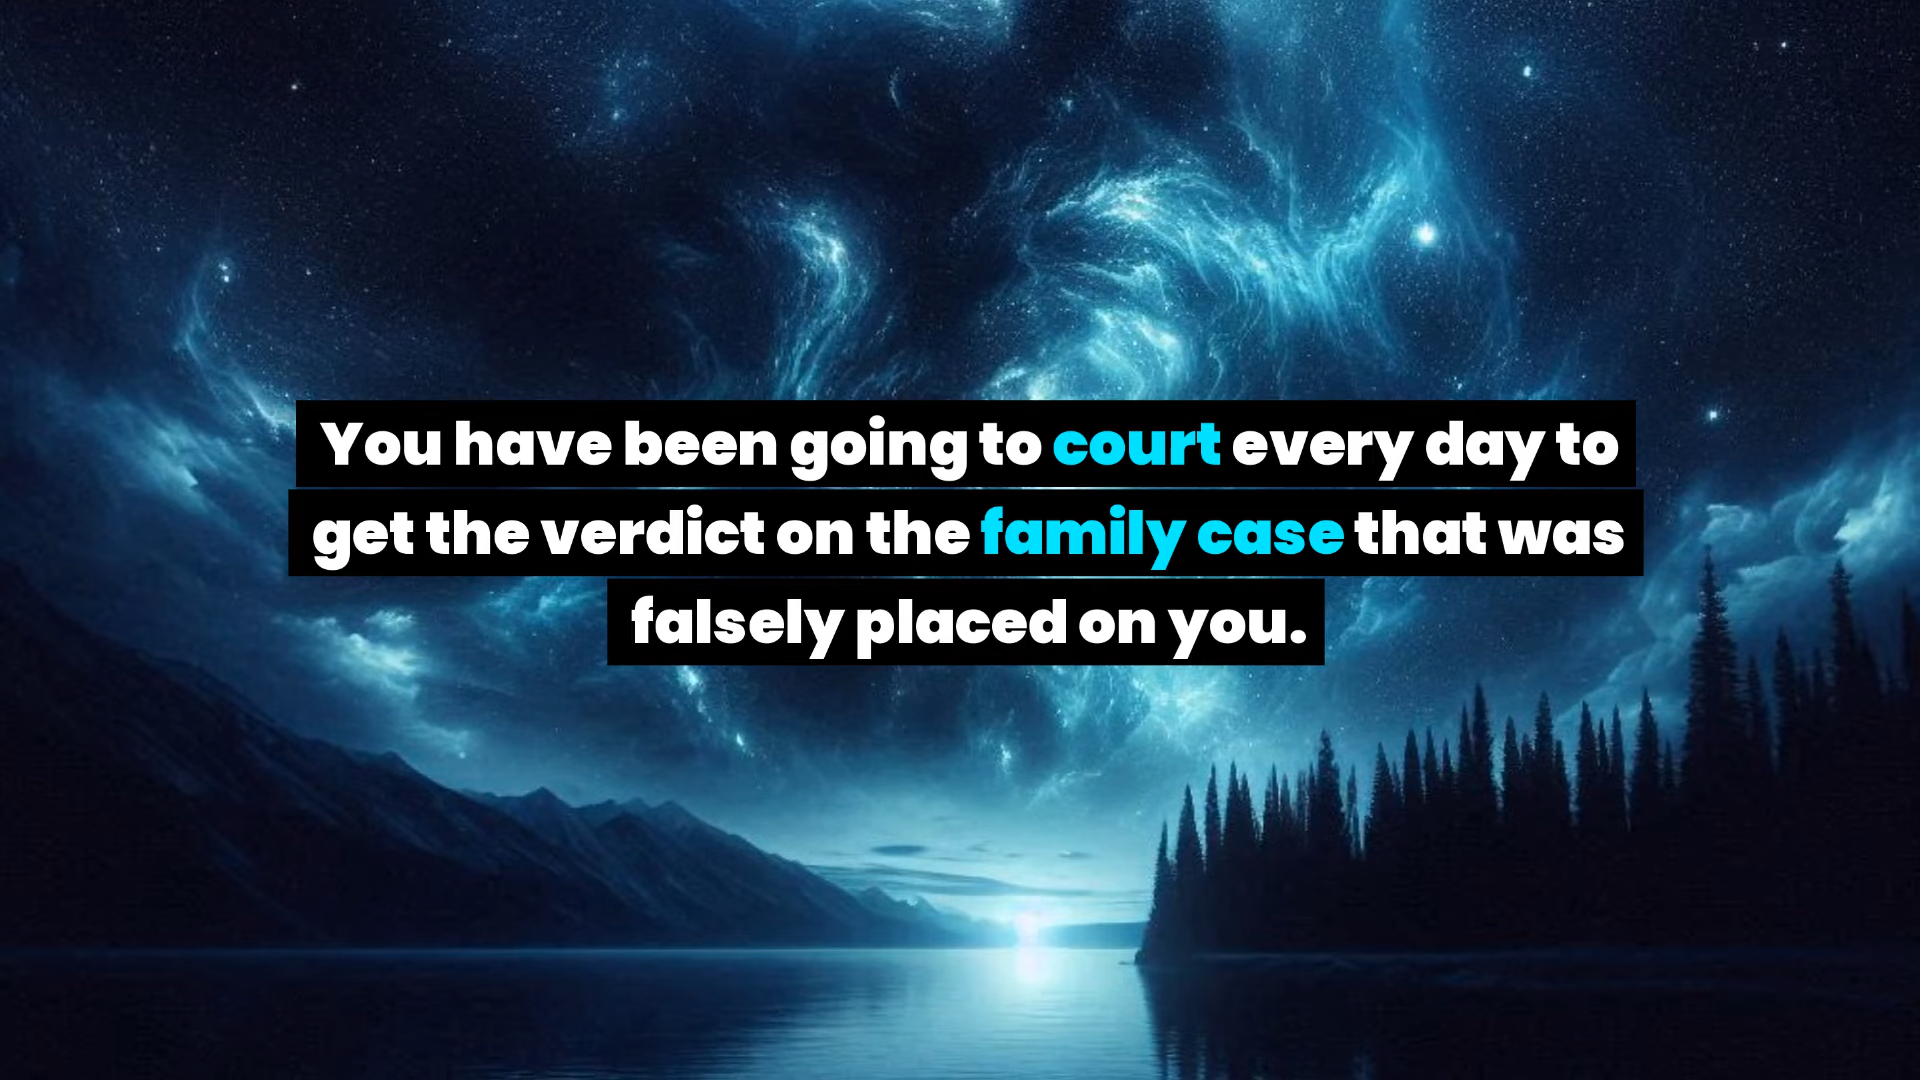 You have been going to court every day to
get the verdict on the family case that was
falsely placed on you.